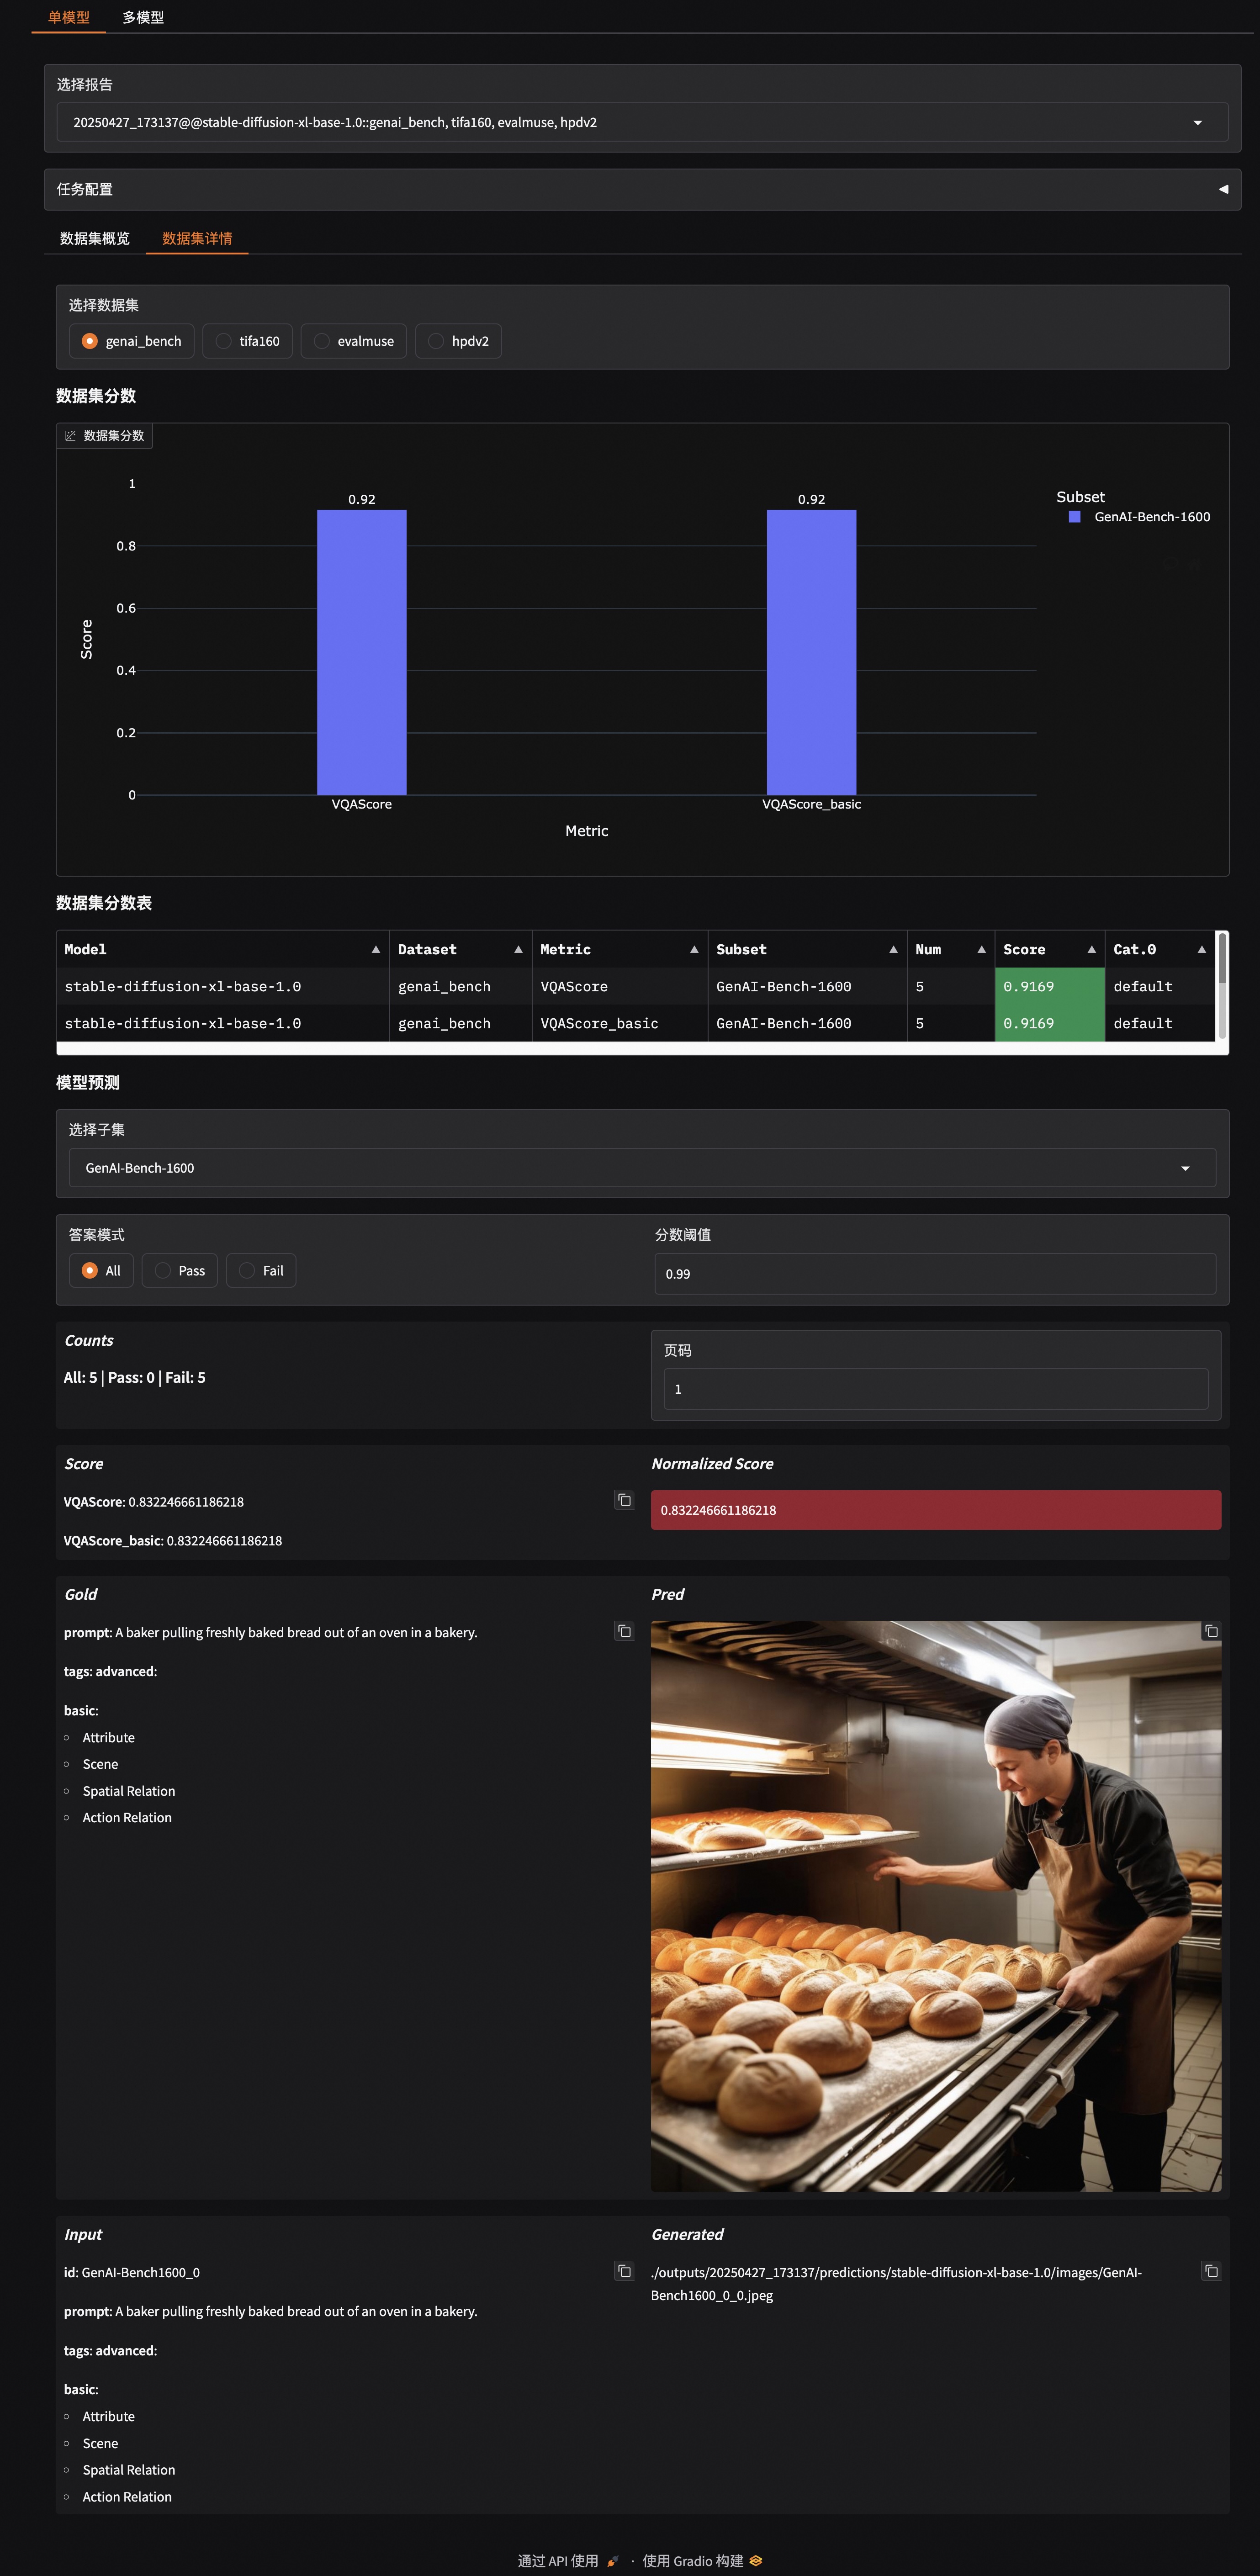 单模型 多模型
选择报告
20250427_173137@@stable-diffusion-xl-base-1.0::genai_bench, tifa160, evalmuse, hpdv2
任务配置
数据集概览 数据集详情
选择数据集
genai_bench tifa160 evalmuse hpdv2
数据集分数
数据集分数
1
0.8
0.6
0.4
0.2
0
Score
0.92 0.92
VQAScore VQAScore_basic
Metric
Subset
GenAI-Bench-1600
数据集分数表
Model Dataset Metric Subset Num Score Cat.0
stable-diffusion-xl-base-1.0 genai_bench VQAScore GenAI-Bench-1600 5 0.9169 default
stable-diffusion-xl-base-1.0 genai_bench VQAScore_basic GenAI-Bench-1600 5 0.9169 default
模型预测
选择子集
GenAI-Bench-1600
答案模式
All Pass Fail
分数阈值
0.99
Counts
All: 5 | Pass: 0 | Fail: 5
页码
1
Score
VQAScore: 0.832246661186218
VQAScore_basic: 0.832246661186218
Normalized Score
0.832246661186218
Gold
prompt: A baker pulling freshly baked bread out of an oven in a bakery.
tags: advanced:
basic:
Attribute
Scene
Spatial Relation
Action Relation
Pred
Input
id: GenAI-Bench1600_0
prompt: A baker pulling freshly baked bread out of an oven in a bakery.
tags: advanced:
basic:
Attribute
Scene
Spatial Relation
Action Relation
Generated
./outputs/20250427_173137/predictions/stable-diffusion-xl-base-1.0/images/GenAI-
Bench1600_0_0.jpeg
通过 API 使用 · 使用 Gradio 构建